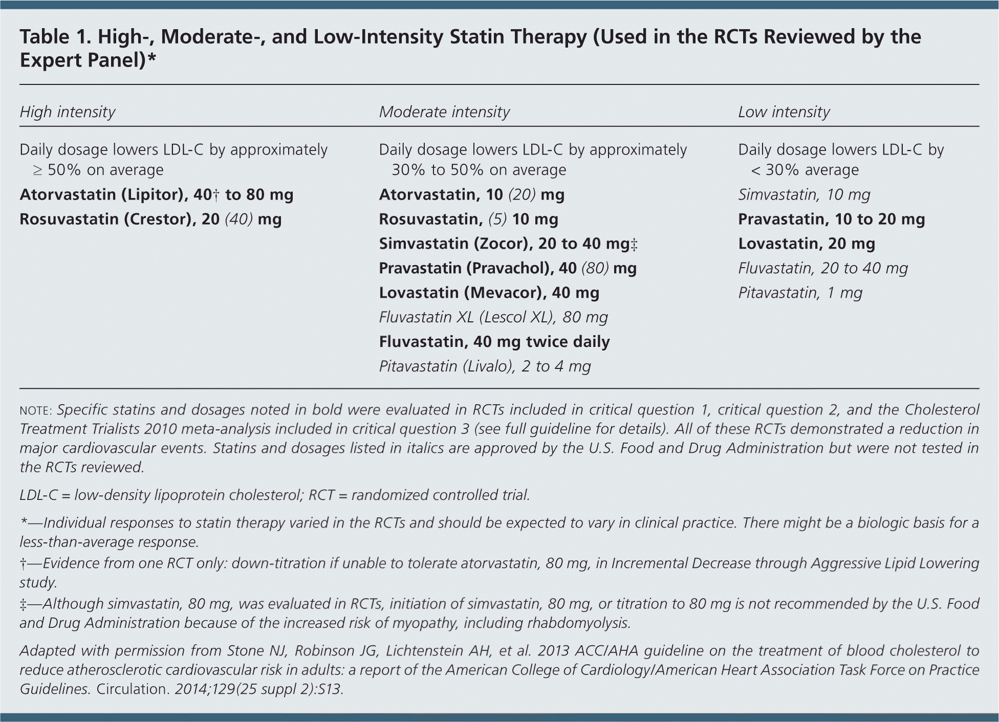 Table 1. High-, Moderate-, and Low-Intensity Statin Therapy (Used in the RCTs Reviewed by the
Expert Panel)*
High intensity
Moderate intensity
Low intensity
Daily dosage lowers LDL-C by approximately
≥ 50% on average
Atorvastatin (Lipitor), 40† to 80 mg
Rosuvastatin (Crestor), 20 (40) mg
Daily dosage lowers LDL-C by approximately
30% to 50% on average
Atorvastatin, 10 (20) mg
Rosuvastatin, (5) 10 mg
Simvastatin (Zocor), 20 to 40 mg‡
Pravastatin (Pravachol), 40 (80) mg
Lovastatin (Mevacor), 40 mg
Fluvastatin XL (Lescol XL), 80 mg
Fluvastatin, 40 mg twice daily
Pitavastatin (Livalo), 2 to 4 mg
Daily dosage lowers LDL-C by
< 30% average
Simvastatin, 10 mg
Pravastatin, 10 to 20 mg
Lovastatin, 20 mg
Fluvastatin, 20 to 40 mg
Pitavastatin, 1 mg
NOTE: Specific statins and dosages noted in bold were evaluated in RCTs included in critical question 1, critical question 2, and the Cholesterol
Treatment Trialists 2010 meta-analysis included in critical question 3 (see full guideline for details). All of these RCTs demonstrated a reduction in
major cardiovascular events. Statins and dosages listed in italics are approved by the U.S. Food and Drug Administration but were not tested in
the RCTs reviewed.
LDL-C = low-density lipoprotein cholesterol; RCT = randomized controlled trial.
*—Individual responses to statin therapy varied in the RCTs and should be expected to vary in clinical practice. There might be a biologic basis for a
less-than-average response.
†—Evidence from one RCT only: down-titration if unable to tolerate atorvastatin, 80 mg, in Incremental Decrease through Aggressive Lipid Lowering
study.
‡—Although simvastatin, 80 mg, was evaluated in RCTs, initiation of simvastatin, 80 mg, or titration to 80 mg is not recommended by the U.S. Food
and Drug Administration because of the increased risk of myopathy, including rhabdomyolysis.
Adapted with permission from Stone NJ, Robinson JG, Lichtenstein AH, et al. 2013 ACC/AHA guideline on the treatment of blood cholesterol to
reduce atherosclerotic cardiovascular risk in adults: a report of the American College of Cardiology/American Heart Association Task Force on Practice
Guidelines. Circulation. 2014;129(25 suppl 2):S13.